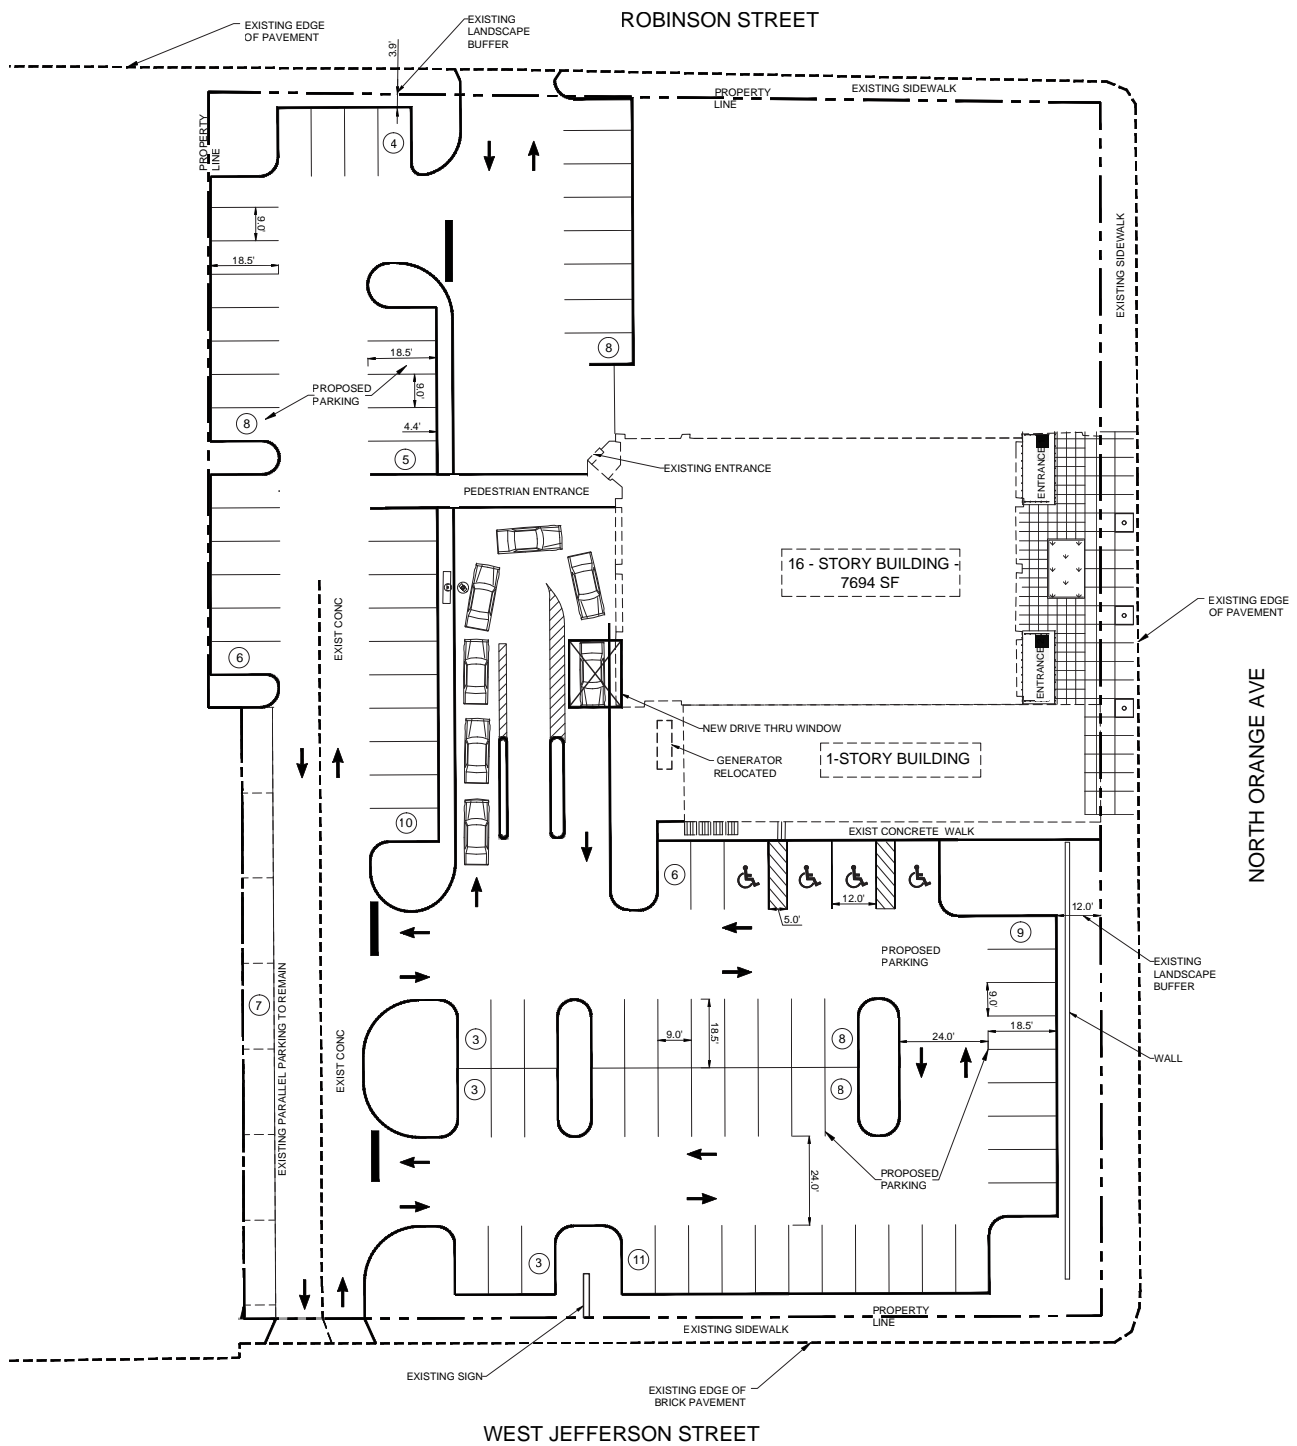 ROBINSON STREET
EXISTING EDGE
OF PAVEMENT
3.9'
EXISTING
LANDSCAPE
BUFFER
PROPERTY
LINE
EXISTING SIDEWALK
PROPERTY
LINE
4
9.0'
18.5'
EXISTING SIDEWALK
8
18.5'
PROPOSED
PARKING
9.0'
4.4'
8
5
EXISTING ENTRANCE
ENTRANCE
PEDESTRIAN ENTRANCE
16 - STORY BUILDING -
7694 SF
EXISTING EDGE
OF PAVEMENT
EXIST CONC
6
ENTRANCE
NORTH ORANGE AVE
NEW DRIVE THRU WINDOW
GENERATOR
RELOCATED
1-STORY BUILDING
10
EXIST CONCRETE WALK
6
12.0'
5.0'
12.0'
9
PROPOSED
PARKING
EXISTING
LANDSCAPE
BUFFER
7
EXISTING PARALLEL PARKING TO REMAIN
9.0'
18.5'
3
9.0'
18.5'
8
24.0'
EXIST CONC
WALL
3
8
PROPOSED
PARKING
24.0'
3
11
PROPERTY
LINE
EXISTING SIDEWALK
EXISTING SIGN
EXISTING EDGE OF
BRICK PAVEMENT
WEST JEFFERSON STREET